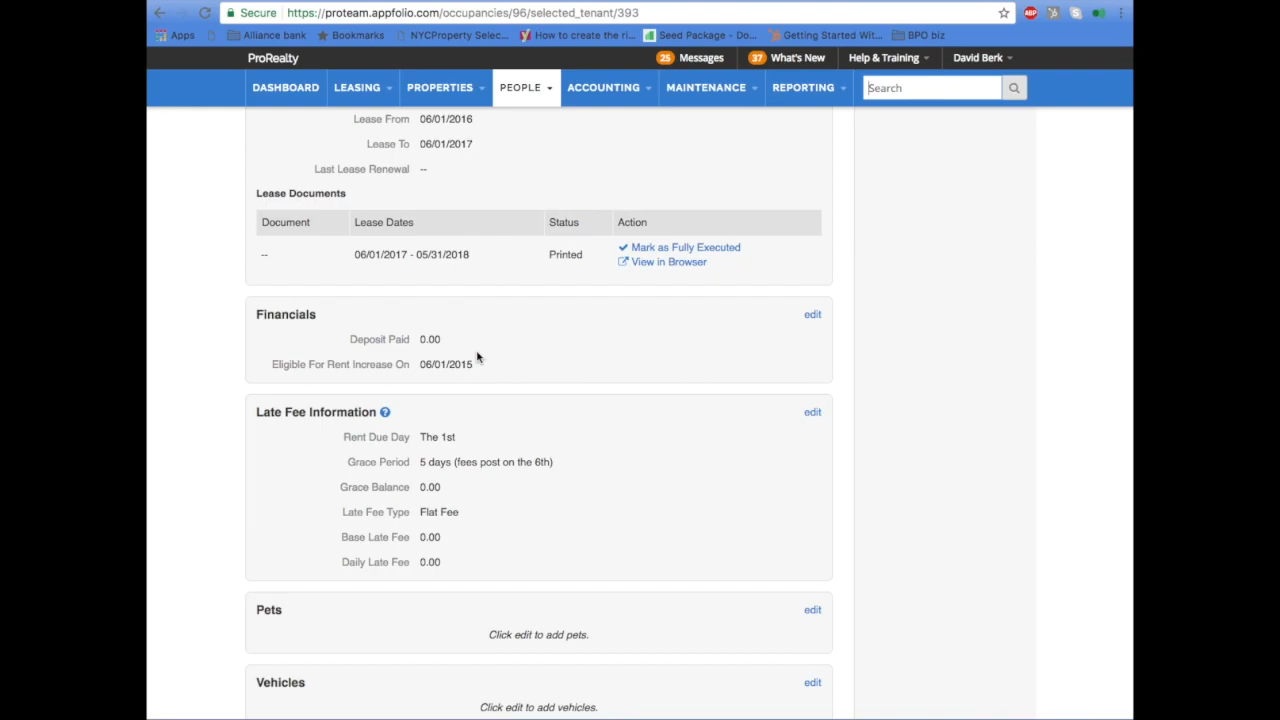 Secure https://proteam.appfolio.com/occupancies/96/selected_tenant/393
Apps Alliance bank Bookmarks NYCProperty Selec... How to create the ri... Seed Package - Do... Getting Started Wit... BPO biz
ProRealty 25 Messages 37 What's New Help & Training David Berk
DASHBOARD LEASING PROPERTIES PEOPLE ACCOUNTING MAINTENANCE REPORTING Search
Lease From 06/01/2016
Lease To 06/01/2017
Last Lease Renewal --
Lease Documents
Document Lease Dates Status Action
-- 06/01/2017 - 05/31/2018 Printed Mark as Fully Executed
View in Browser
Financials edit
Deposit Paid 0.00
Eligible For Rent Increase On 06/01/2015
Late Fee Information ? edit
Rent Due Day The 1st
Grace Period 5 days (fees post on the 6th)
Grace Balance 0.00
Late Fee Type Flat Fee
Base Late Fee 0.00
Daily Late Fee 0.00
Pets edit
Click edit to add pets.
Vehicles edit
Click edit to add vehicles.